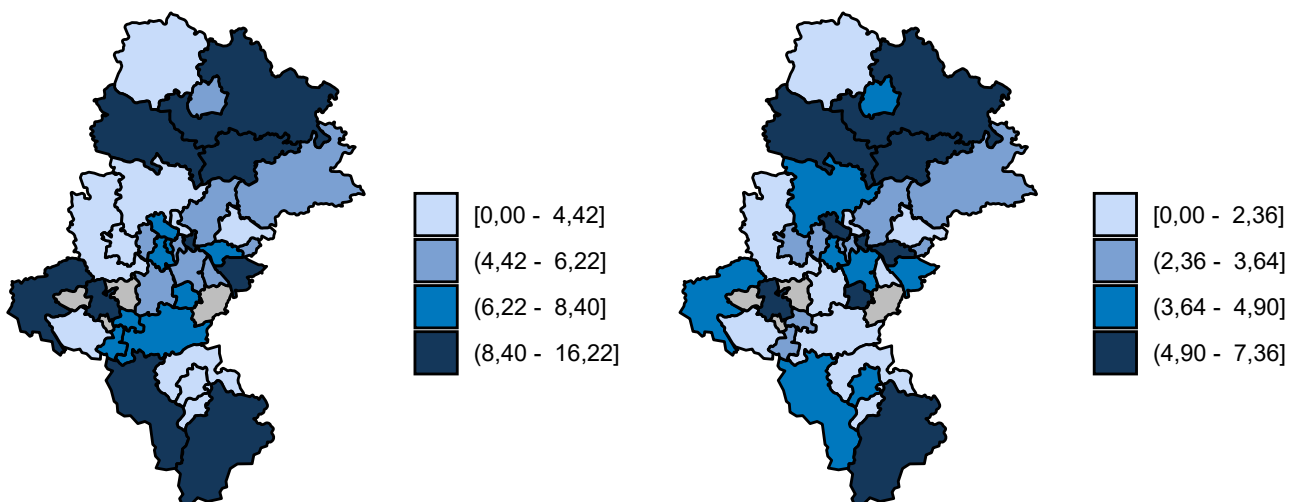 [0,00 - 4,42]
(4,42 - 6,22]
(6,22 - 8,40]
(8,40 - 16,22]
[0,00 - 2,36]
(2,36 - 3,64]
(3,64 - 4,90]
(4,90 - 7,36]